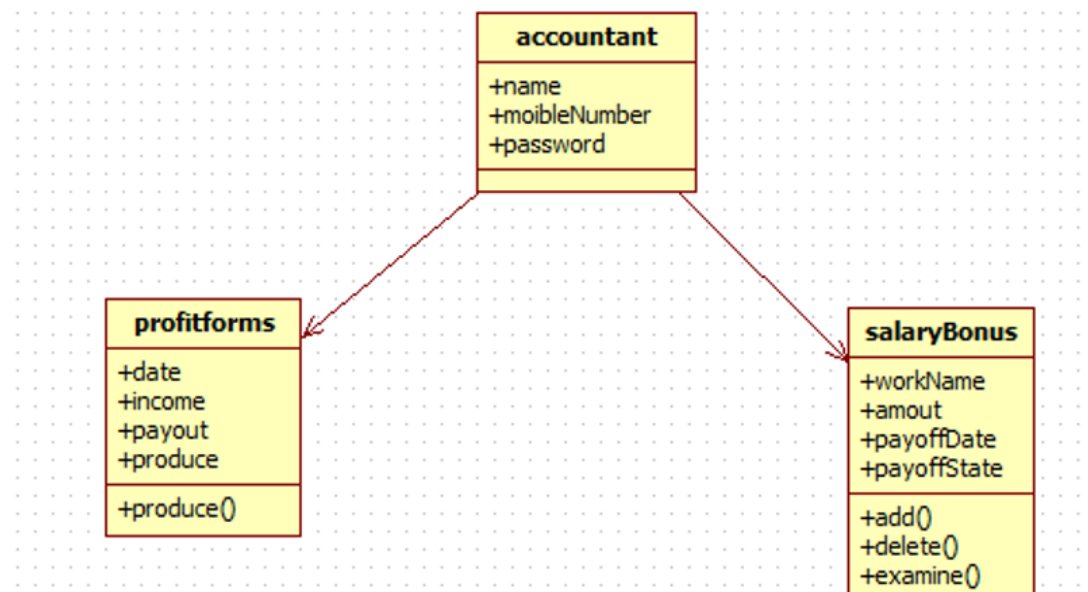 accountant
+name
+moibleNumber
+password
profitforms
+date
+income
+payout
+produce
+produce()
salaryBonus
+workName
+amout
+payoffDate
+payoffState
+add()
+delete()
+examine()